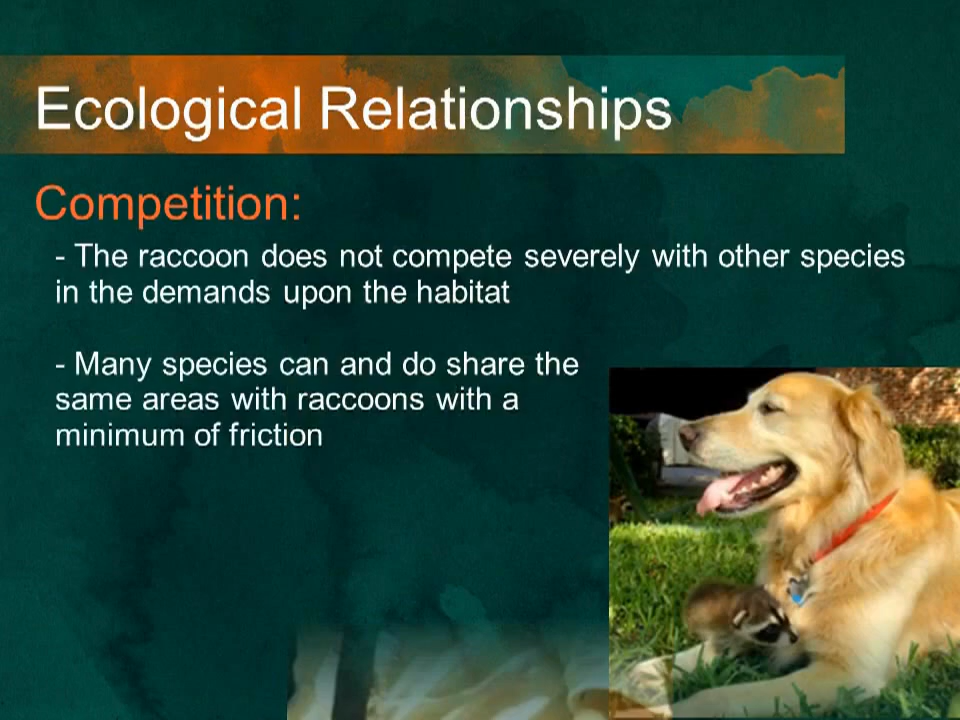 Ecological Relationships
Competition:
- The raccoon does not compete severely with other species
in the demands upon the habitat
- Many species can and do share the
same areas with raccoons with a
minimum of friction